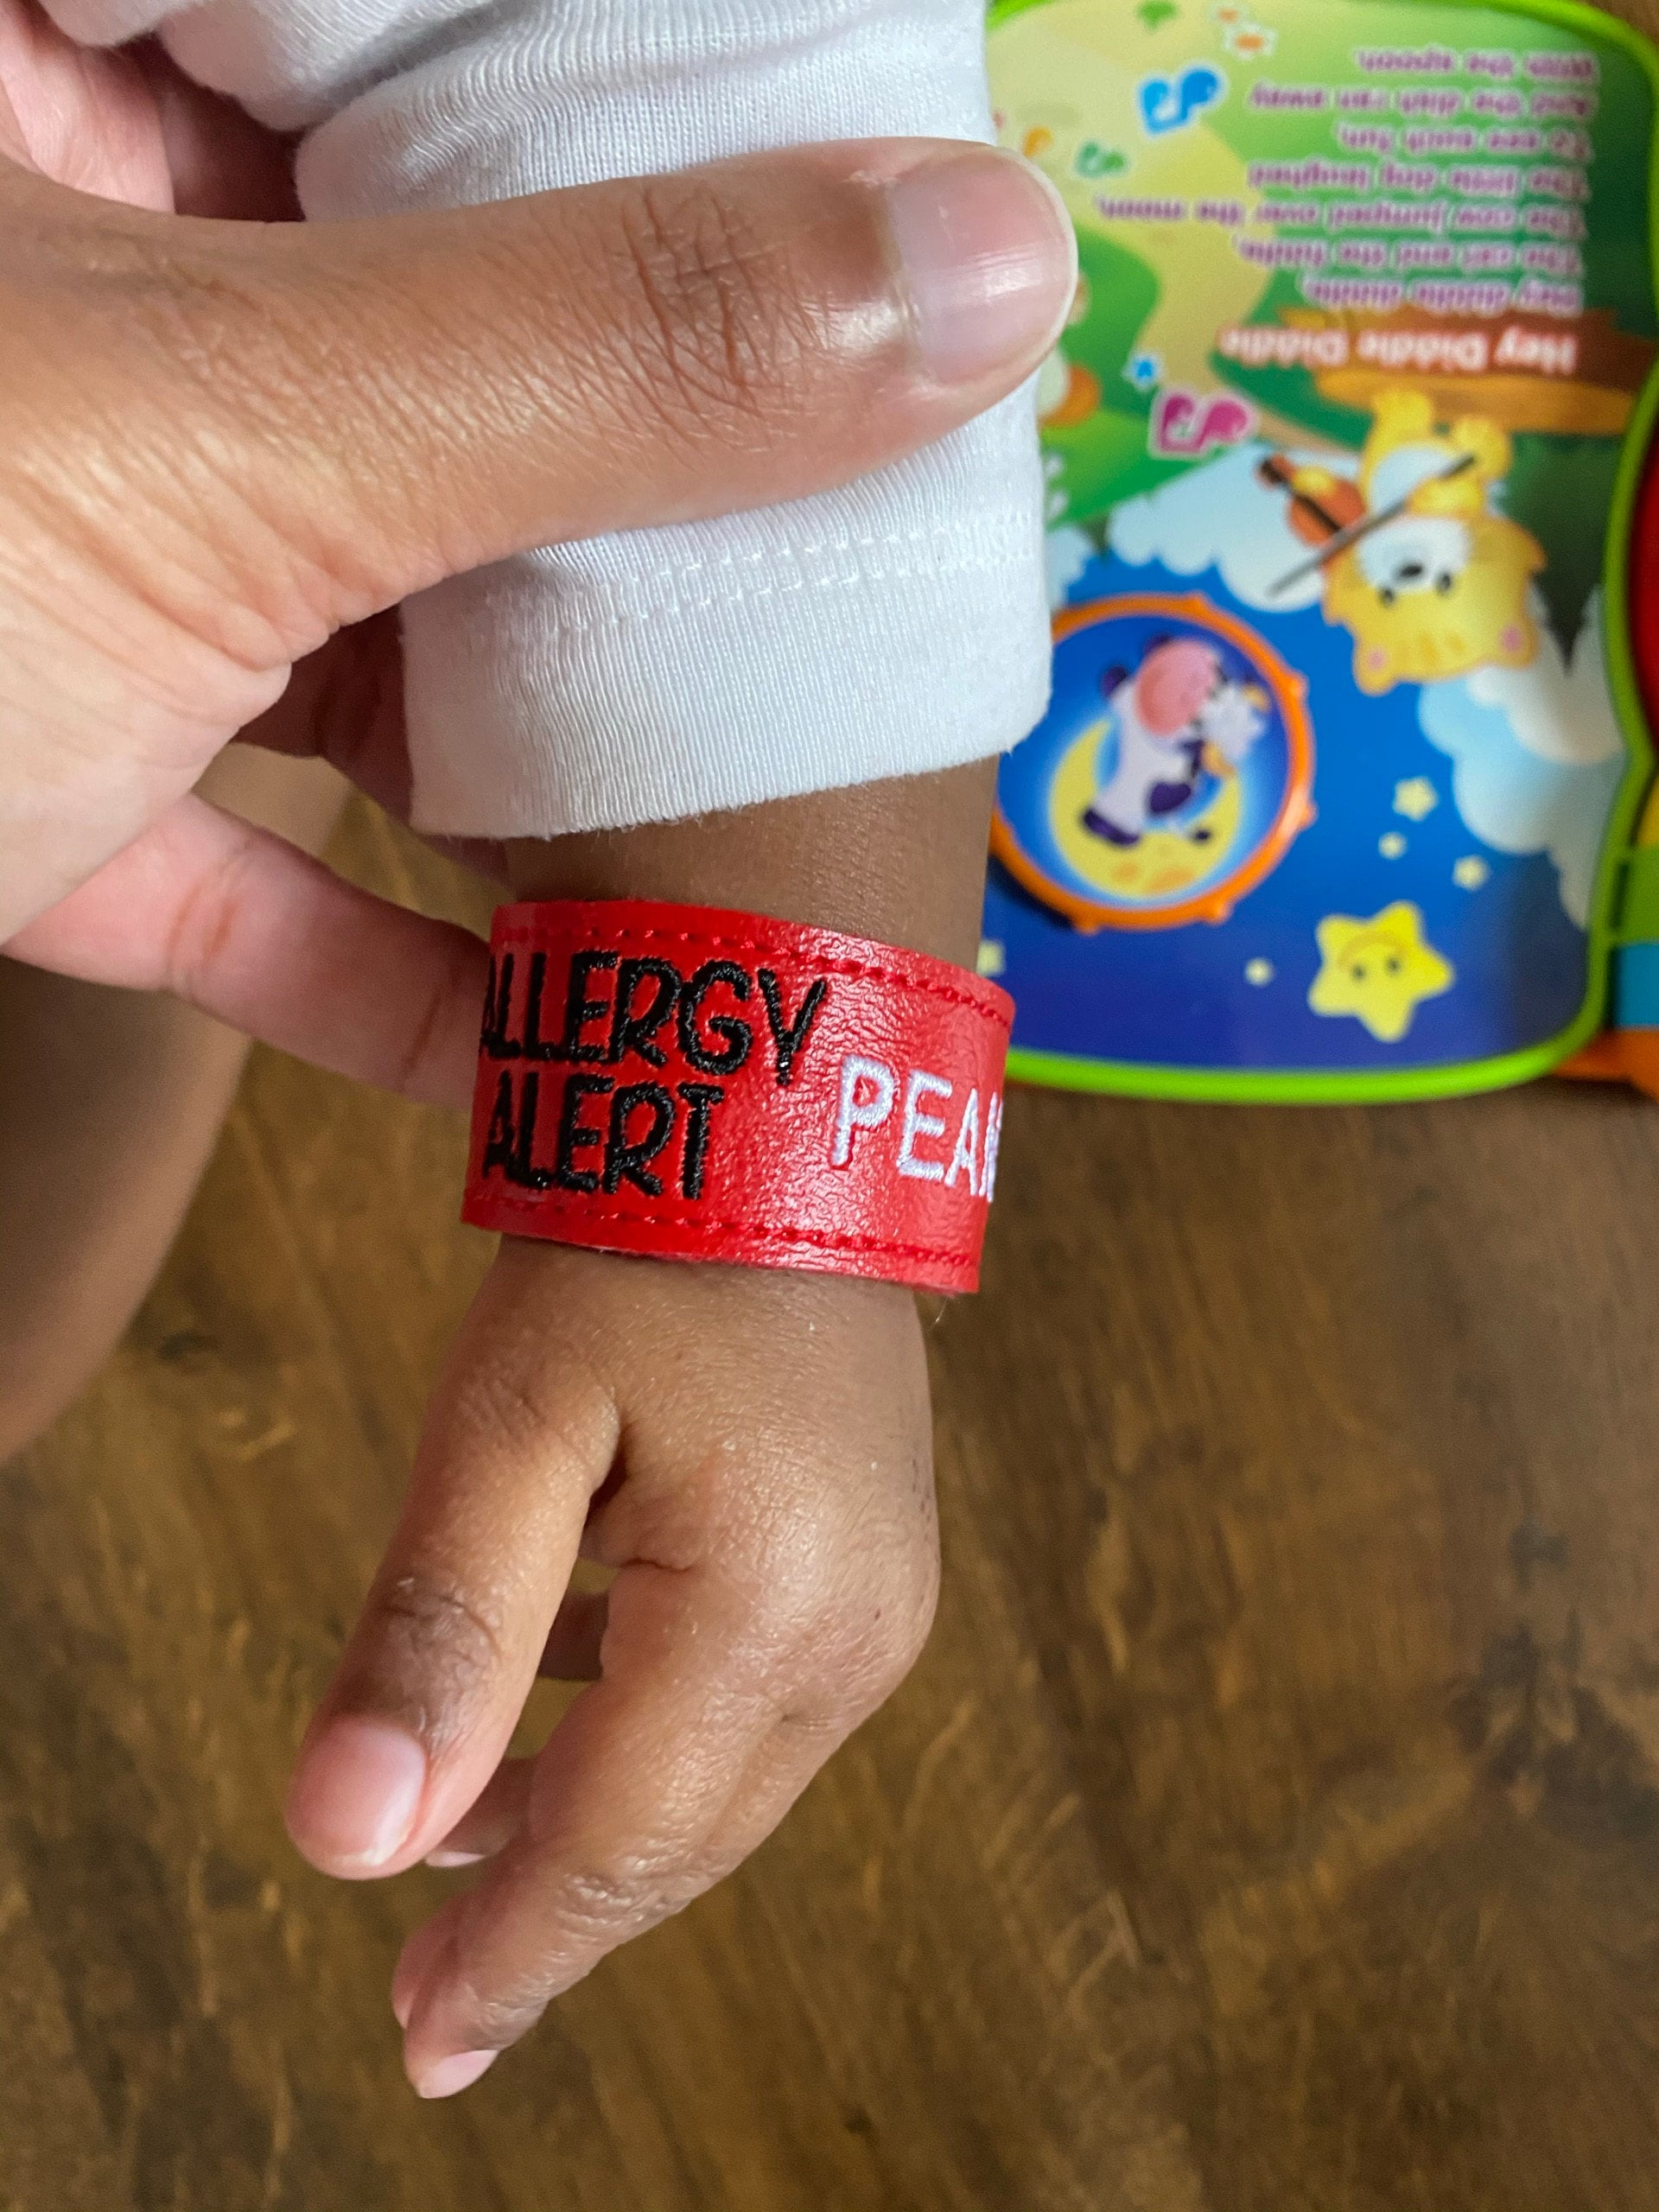 ALLERGY
ALERT
PEAN
Hey Diddle Diddle
Hey diddle diddle,
The cat and the fiddle,
The cow jumped over the moon.
The little dog laughed
To see such fun,
And the dish ran away
With the spoon.